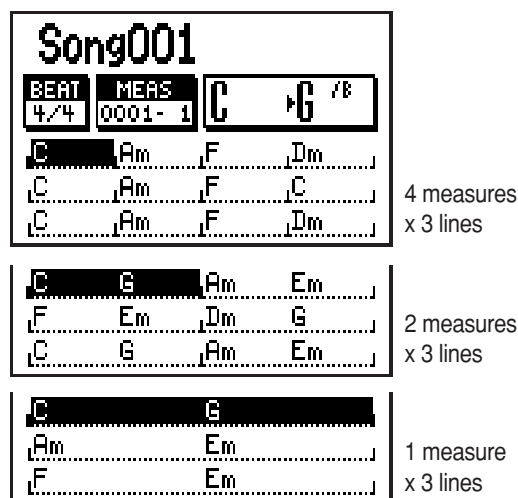 Song001
BEAT MEAS
4/4 0001- 1 C ▸G /B
C Am F Dm
C Am F C
C Am F Dm
4 measures
x 3 lines
C G Am Em
F Em Dm G
C G Am Em
2 measures
x 3 lines
C G
Am Em
F Em
1 measure
x 3 lines